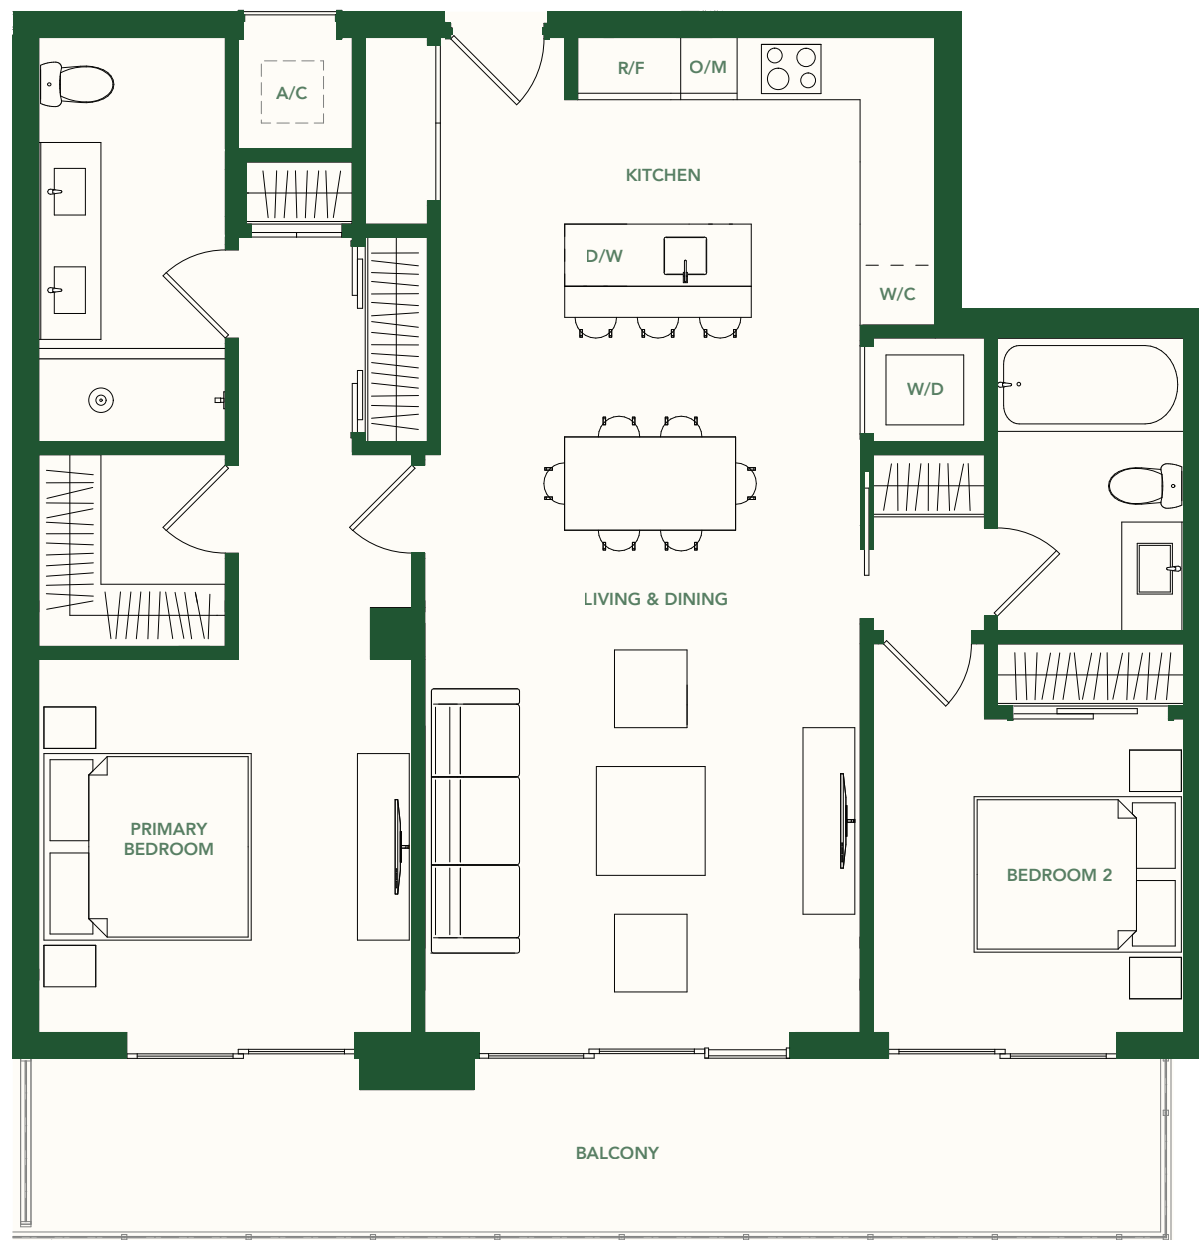 R/F
O/M
A/C
KITCHEN
D/W
W/C
W/D
LIVING & DINING
PRIMARY
BEDROOM
BEDROOM 2
BALCONY